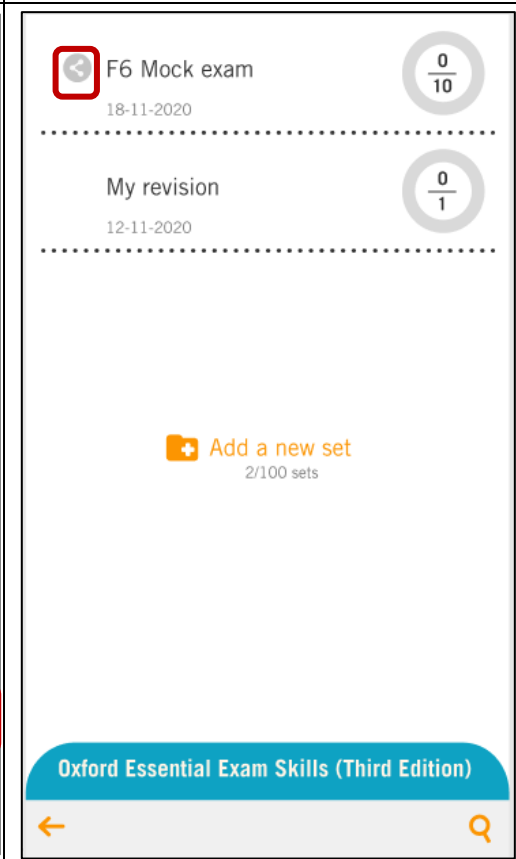 F6 Mock exam
0
10
18-11-2020
My revision
0
1
12-11-2020
Add a new set
2/100 sets
Oxford Essential Exam Skills (Third Edition)